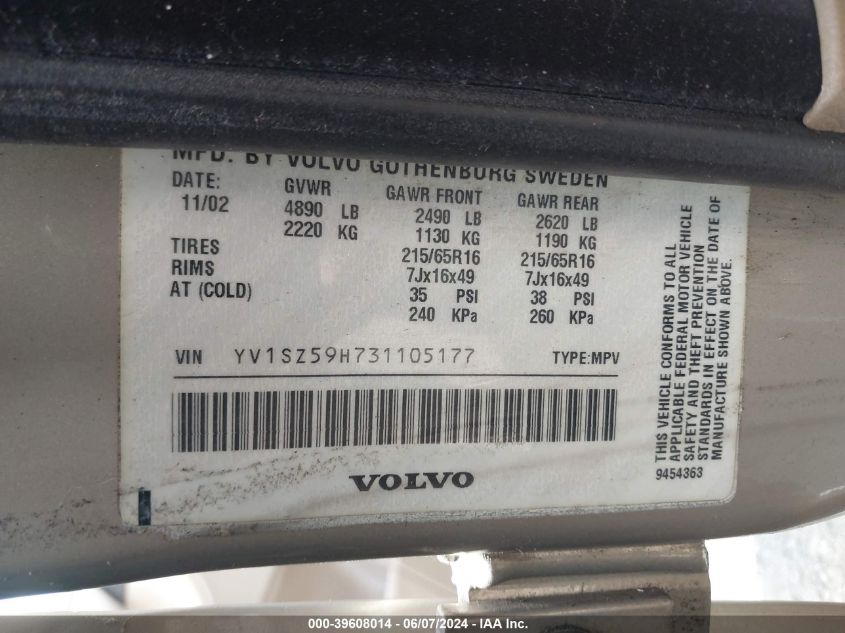 MFD. BY VOLVO GOTHENBURG SWEDEN
DATE: GVWR GAWR FRONT GAWR REAR
11/02 4890 LB 2490 LB 2620 LB
2220 KG 1130 KG 1190 KG
TIRES 215/65R16 215/65R16
RIMS 7Jx16x49 7Jx16x49
AT (COLD) 35 PSI 38 PSI
240 KPa 260 KPa
VIN YV1SZ59H731105177 TYPE:MPV
VOLVO
THIS VEHICLE CONFORMS TO ALL
APPLICABLE FEDERAL MOTOR VEHICLE
SAFETY AND THEFT PREVENTION
STANDARDS IN EFFECT ON THE DATE OF
MANUFACTURE SHOWN ABOVE.
9454363
000-39608014 - 06/07/2024 - IAA Inc.